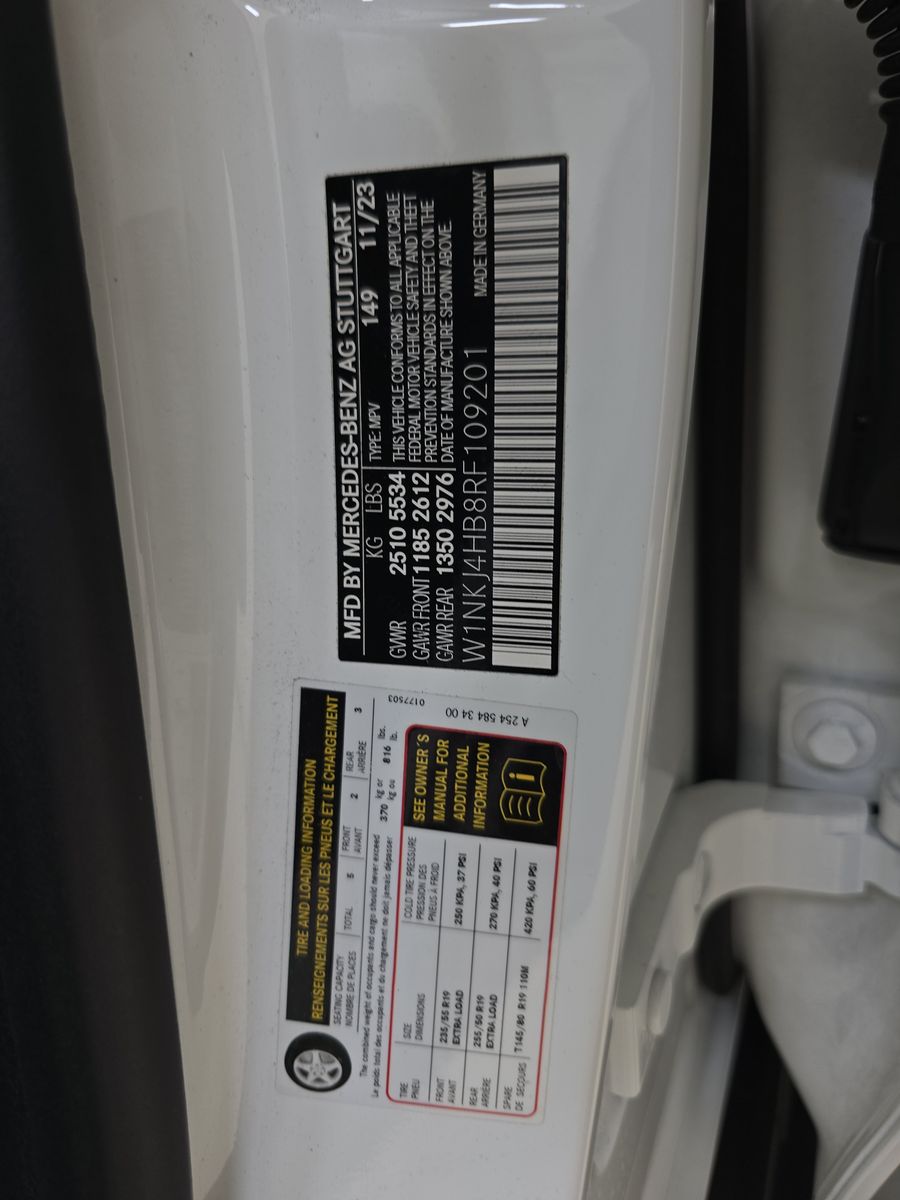 MFD BY MERCEDES-BENZ AG STUTTGART
KG LBS TYPE: MPV 149 11/23
GVWR 2510 5534
GAWR FRONT 1185 2612
GAWR REAR 1350 2976
THIS VEHICLE CONFORMS TO ALL APPLICABLE
FEDERAL MOTOR VEHICLE SAFETY AND THEFT
PREVENTION STANDARDS IN EFFECT ON THE
DATE OF MANUFACTURE SHOWN ABOVE.
W1NKJ4HB8RF109201 MADE IN GERMANY
TIRE AND LOADING INFORMATION
RENSEIGNEMENTS SUR LES PNEUS ET LE CHARGEMENT
SEATING CAPACITY TOTAL 5 FRONT 2 REAR 3
NOMBRE DE PLACES AVANT ARRIÈRE
The combined weight of occupants and cargo should never exceed 370 kg or 816 lbs.
Le poids total des occupants et du chargement ne doit jamais dépasser kg ou lb.
TIRE SIZE COLD TIRE PRESSURE
PNEU DIMENSIONS PRESSION DES
PNEUS À FROID
FRONT 235/55 R19 250 KPA, 37 PSI
AVANT EXTRA LOAD
REAR 255/50 R19 270 KPA, 40 PSI
ARRIÈRE EXTRA LOAD
SPARE T145/80 R19 110M 420 KPA, 60 PSI
DE SECOURS
SEE OWNER'S
MANUAL FOR
ADDITIONAL
INFORMATION
i
0177503
A 254 584 34 00